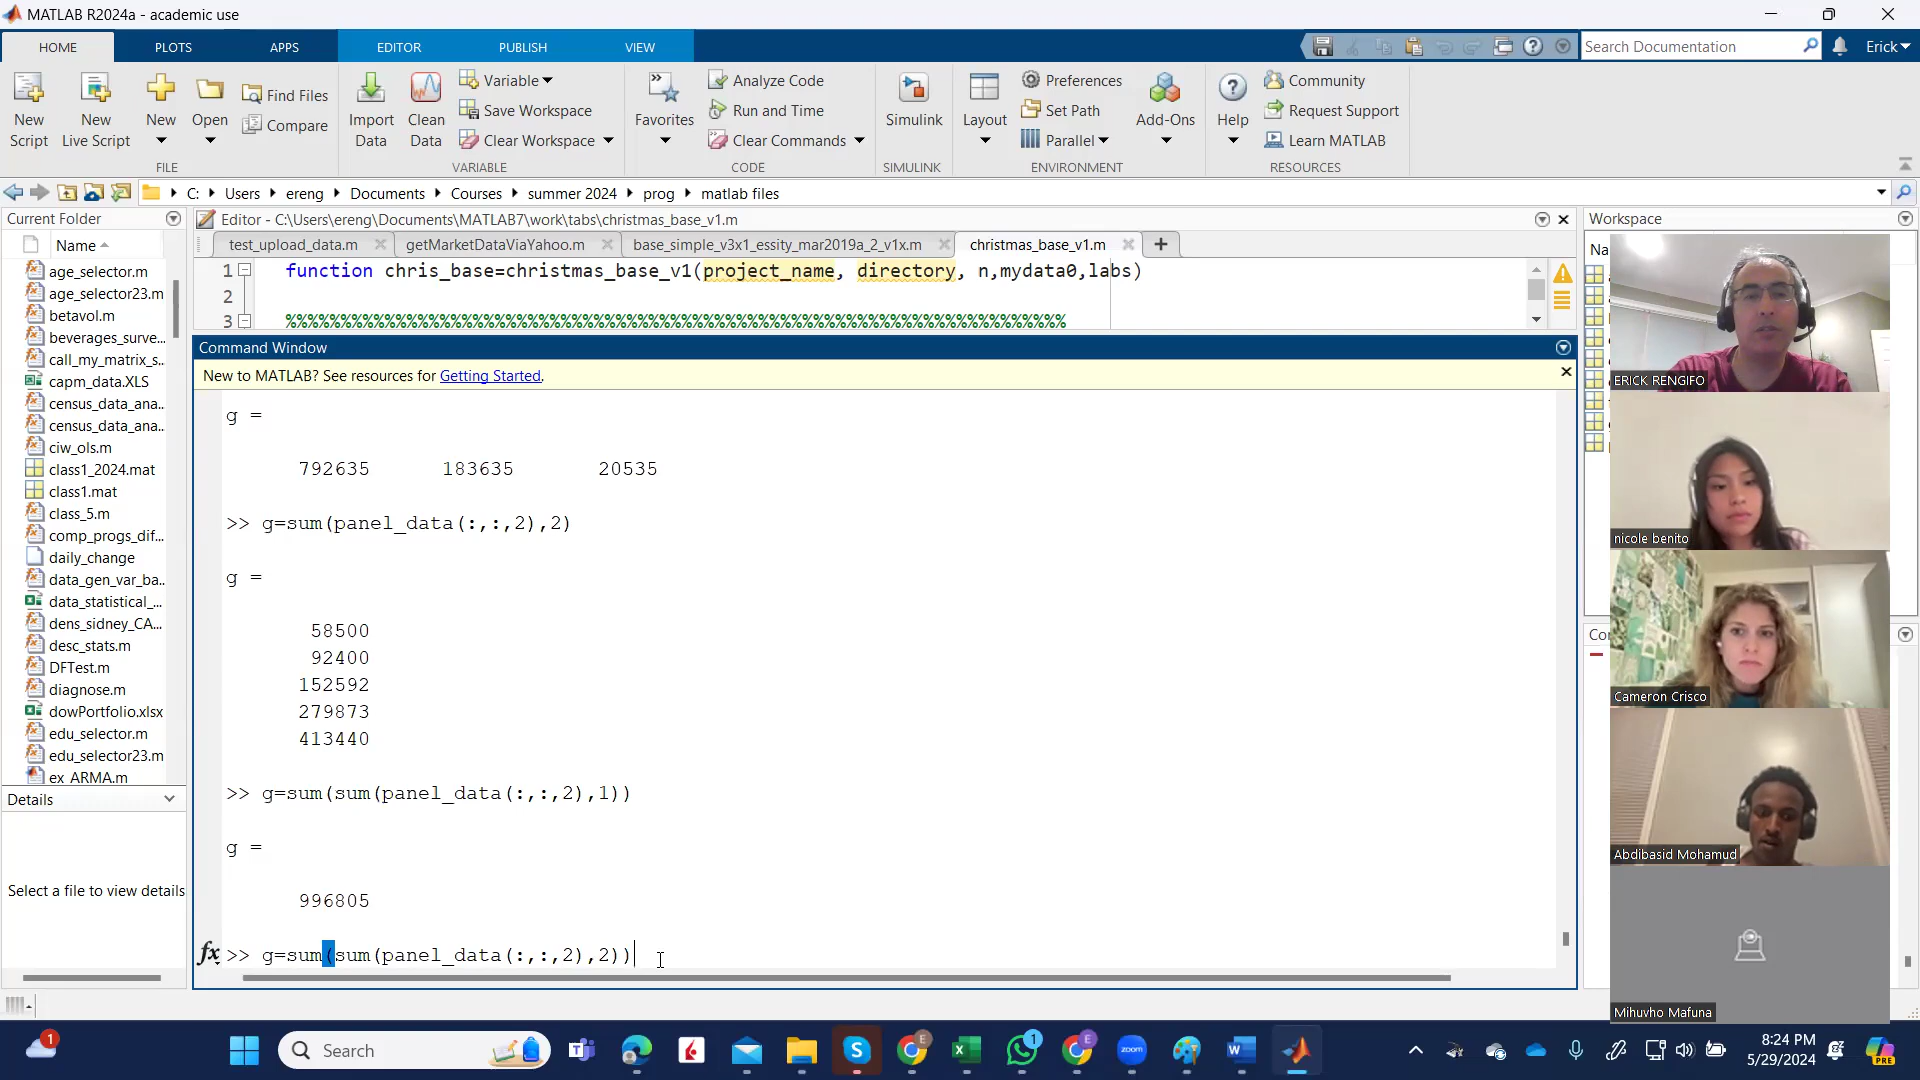 MATLAB R2024a - academic use
HOME PLOTS APPS EDITOR PUBLISH VIEW Search Documentation Erick
New Script
New Live Script
New
Open
Find Files
Compare
FILE
Import Data
Clean Data
Variable
Save Workspace
Clear Workspace
VARIABLE
Favorites
Analyze Code
Run and Time
Clear Commands
CODE
Simulink
SIMULINK
Layout
Preferences
Set Path
Parallel
Add-Ons
ENVIRONMENT
Help
Community
Request Support
Learn MATLAB
RESOURCES
C: Users ereng Documents Courses summer 2024 prog matlab files
Current Folder
Name
age_selector.m
age_selector23.m
betavol.m
beverages_surve...
call_my_matrix_s...
capm_data.XLS
census_data_ana...
census_data_ana...
ciw_ols.m
class1_2024.mat
class1.mat
class_5.m
comp_progs_dif...
daily_change
data_gen_var_ba...
data_statistical_...
dens_sidney_CA...
desc_stats.m
DFTest.m
diagnose.m
dowPortfolio.xlsx
edu_selector.m
edu_selector23.m
ex_ARMA.m
Details
Select a file to view details
Editor - C:\Users\ereng\Documents\MATLAB7\work\tabs\christmas_base_v1.m
test_upload_data.m getMarketDataViaYahoo.m base_simple_v3x1_essity_mar2019a_2_v1x.m christmas_base_v1.m
1 function chris_base=christmas_base_v1(project_name, directory, n,mydata0,labs)
2
3 %%%%%%%%%%%%%%%%%%%%%%%%%%%%%%%%%%%%%%%%%%%%%%%%%%%%%%%%%%%%%%%%%
Command Window
New to MATLAB? See resources for Getting Started.
g =
792635 183635 20535
>> g=sum(panel_data(:,:,2),2)
g =
58500
92400
152592
279873
413440
>> g=sum(sum(panel_data(:,:,2),1))
g =
996805
fx >> g=sum(sum(panel_data(:,:,2),2))
Workspace
Na
Co
ERICK RENGIFO
nicole benito
Cameron Crisco
Abdibasid Mohamud
Mihuvho Mafuna
1
Search
E
1
E
zoom
8:24 PM
5/29/2024
PRE